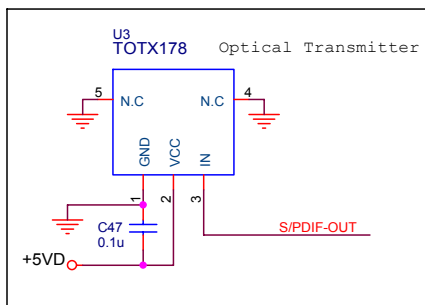 U3
TOTX178 Optical Transmitter
5 N.C N.C 4
GND VCC IN
1 2 3
C47
0.1u
S/PDIF-OUT
+5VD